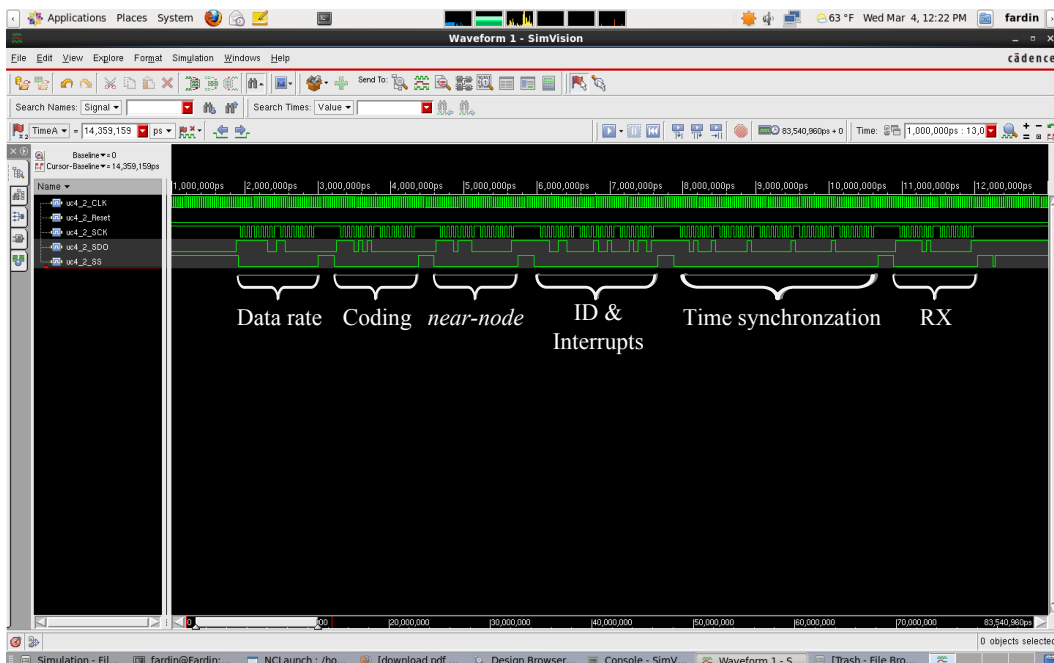 Applications Places System 63 °F Wed Mar 4, 12:22 PM fardin
Waveform 1 - SimVision
File Edit View Explore Format Simulation Windows Help cādence
Send To:
Search Names: Signal Search Times: Value
TimeA = 14,359,159 ps 83,540,960ps + 0 Time: 1,000,000ps : 13,0
Baseline = 0
Cursor-Baseline = 14,359,159ps
Name 1,000,000ps 2,000,000ps 3,000,000ps 4,000,000ps 5,000,000ps 6,000,000ps 7,000,000ps 8,000,000ps 9,000,000ps 10,000,000ps 11,000,000ps 12,000,000ps
uc4_2_CLK
uc4_2_Reset
uc4_2_SCK
uc4_2_SDO
uc4_2_SS
Data rate Coding near-node ID & Time synchronzation RX
Interrupts
0 00 20,000,000 30,000,000 40,000,000 50,000,000 60,000,000 70,000,000 83,540,960ps
0 objects selected
Simulation - Fil... fardin@Fardin:... NCLaunch : /ho... [download.pdf ... Design Browser... Console - SimV... Waveform 1 - S... [Trash - File Bro...